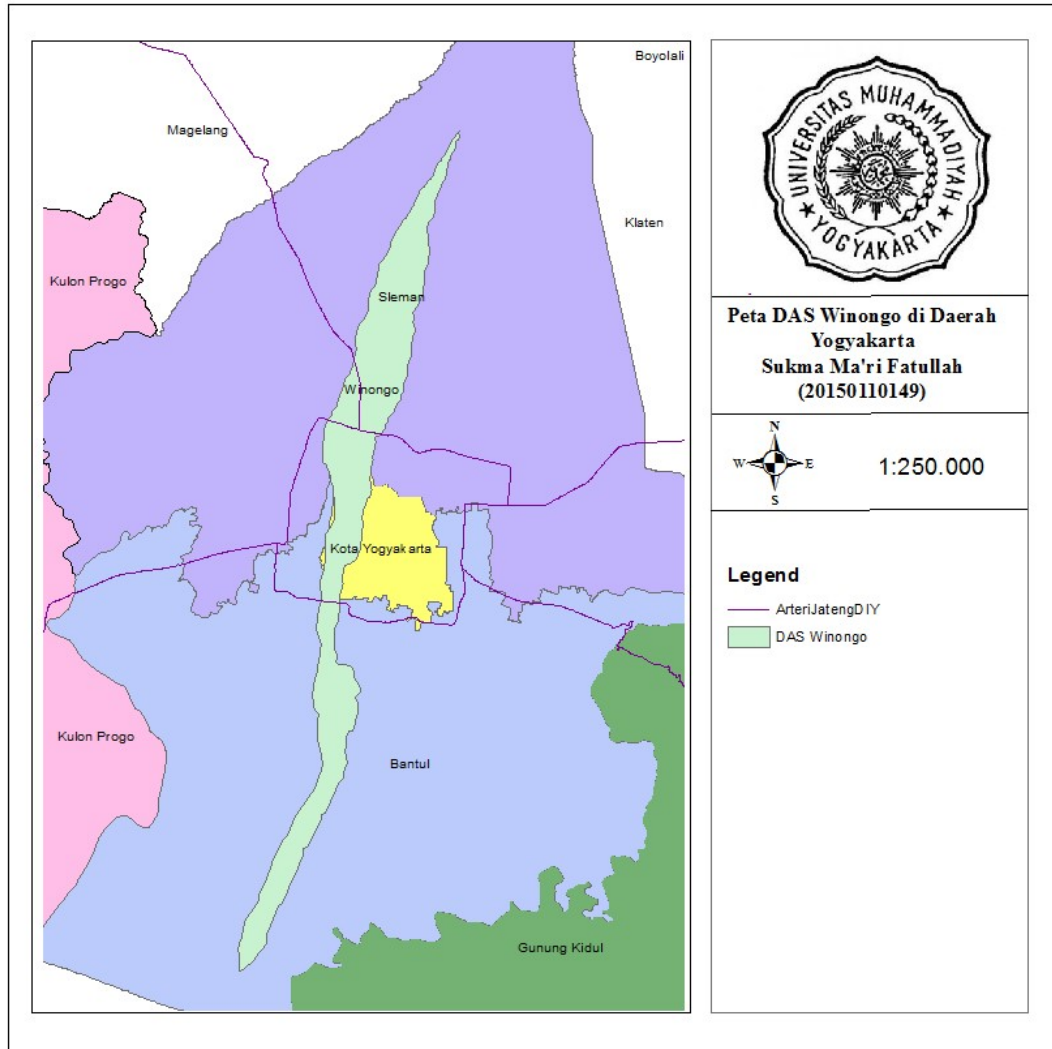 Boyolali
Magelang
Klaten
Kulon Progo
Sleman
Winongo
Kota Yogyakarta
Kulon Progo
Bantul
Gunung Kidul
UNIVERSITAS MUHAMMADIYAH
YOGYAKARTA
Peta DAS Winongo di Daerah
Yogyakarta
Sukma Ma'ri Fatullah
(20150110149)
N
W E
S
1:250.000
Legend
ArteriJatengDIY
DAS Winongo